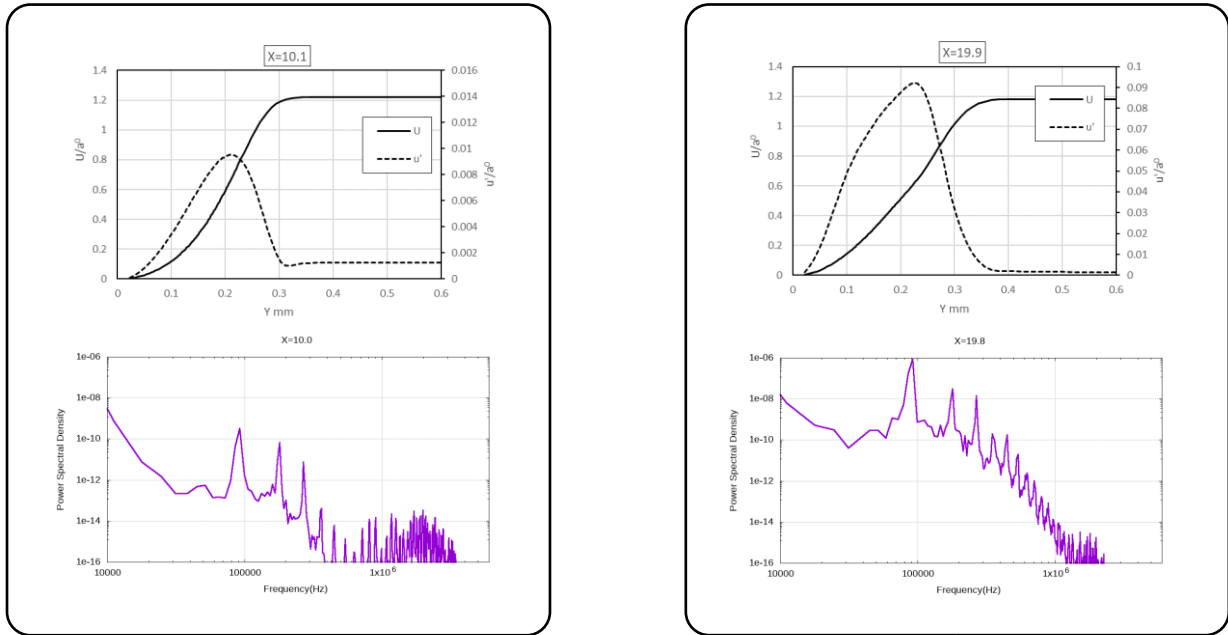 X=10.1
1.4
1.2
1
0.8
0.6
0.4
0.2
0
U/a⁰
0.016
0.014
0.012
0.01
0.008
0.006
0.004
0.002
0
u'/a⁰
U
u'
0 0.1 0.2 0.3 0.4 0.5 0.6
Y mm
X=10.0
1e-06
1e-08
1e-10
1e-12
1e-14
1e-16
Power Spectral Density
10000 100000 1x10⁶
Frequency(Hz)
X=19.9
1.4
1.2
1
0.8
0.6
0.4
0.2
0
U/a⁰
0.1
0.09
0.08
0.07
0.06
0.05
0.04
0.03
0.02
0.01
0
u'/a⁰
U
u'
0 0.1 0.2 0.3 0.4 0.5 0.6
Y mm
X=19.8
1e-06
1e-08
1e-10
1e-12
1e-14
1e-16
Power Spectral Density
10000 100000 1x10⁶
Frequency(Hz)